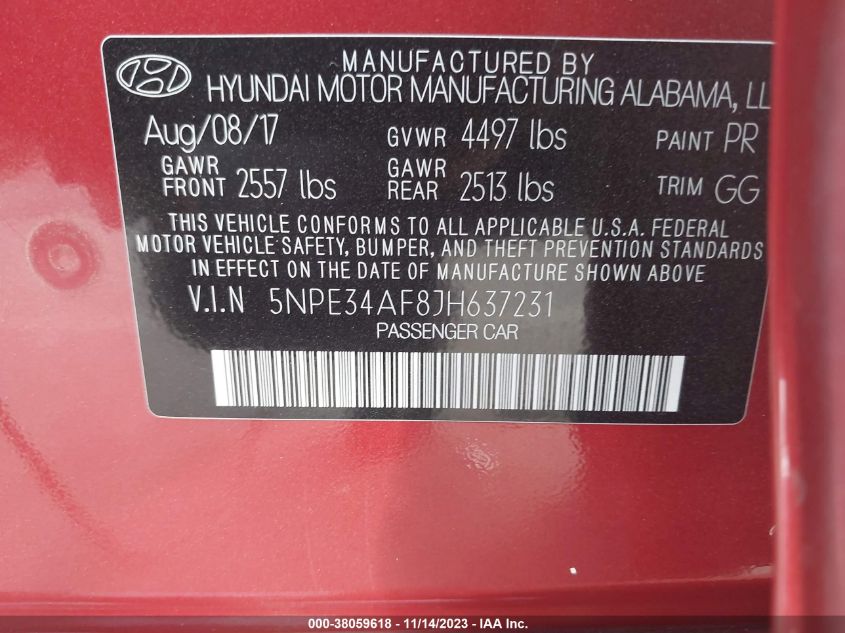 MANUFACTURED BY
HYUNDAI MOTOR MANUFACTURING ALABAMA, LL
Aug/08/17 GVWR 4497 lbs PAINT PR
GAWR FRONT 2557 lbs GAWR REAR 2513 lbs TRIM GG
THIS VEHICLE CONFORMS TO ALL APPLICABLE U.S.A. FEDERAL
MOTOR VEHICLE SAFETY, BUMPER, AND THEFT PREVENTION STANDARDS
IN EFFECT ON THE DATE OF MANUFACTURE SHOWN ABOVE
V.I.N 5NPE34AF8JH637231
PASSENGER CAR
000-38059618 - 11/14/2023 - IAA Inc.